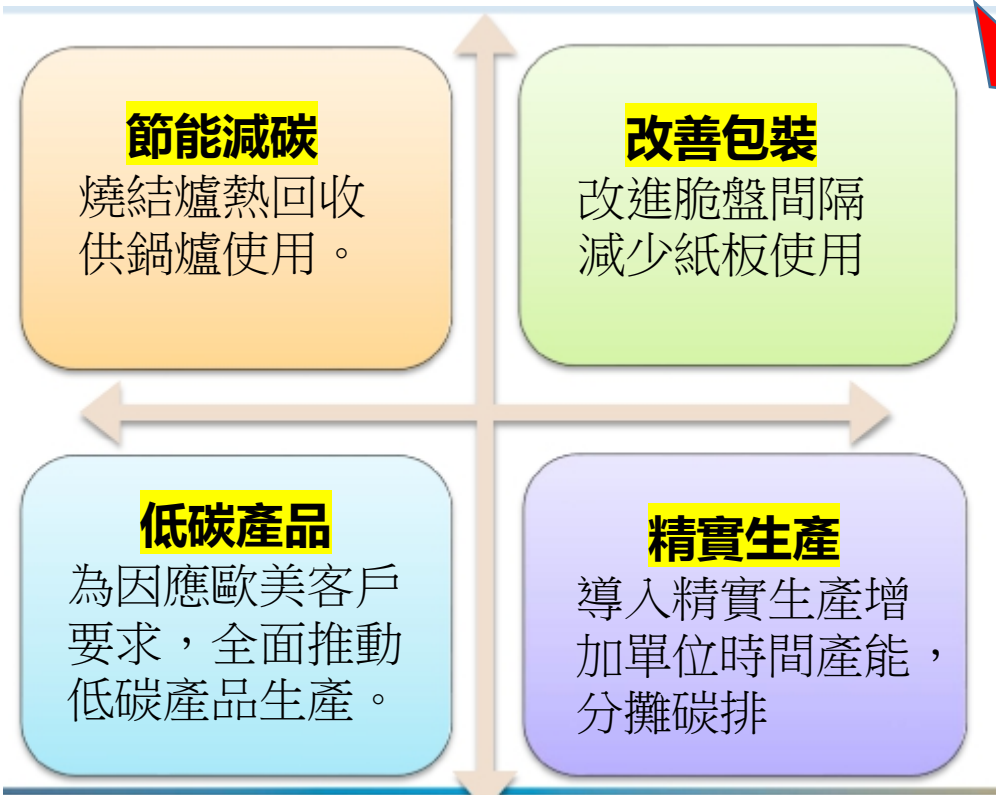 節能減碳
燒結爐熱回收
供鍋爐使用。
改善包裝
改進脆盤間隔
減少紙板使用
低碳產品
為因應歐美客戶
要求，全面推動
低碳產品生產。
精實生產
導入精實生產增
加單位時間產能，
分攤碳排